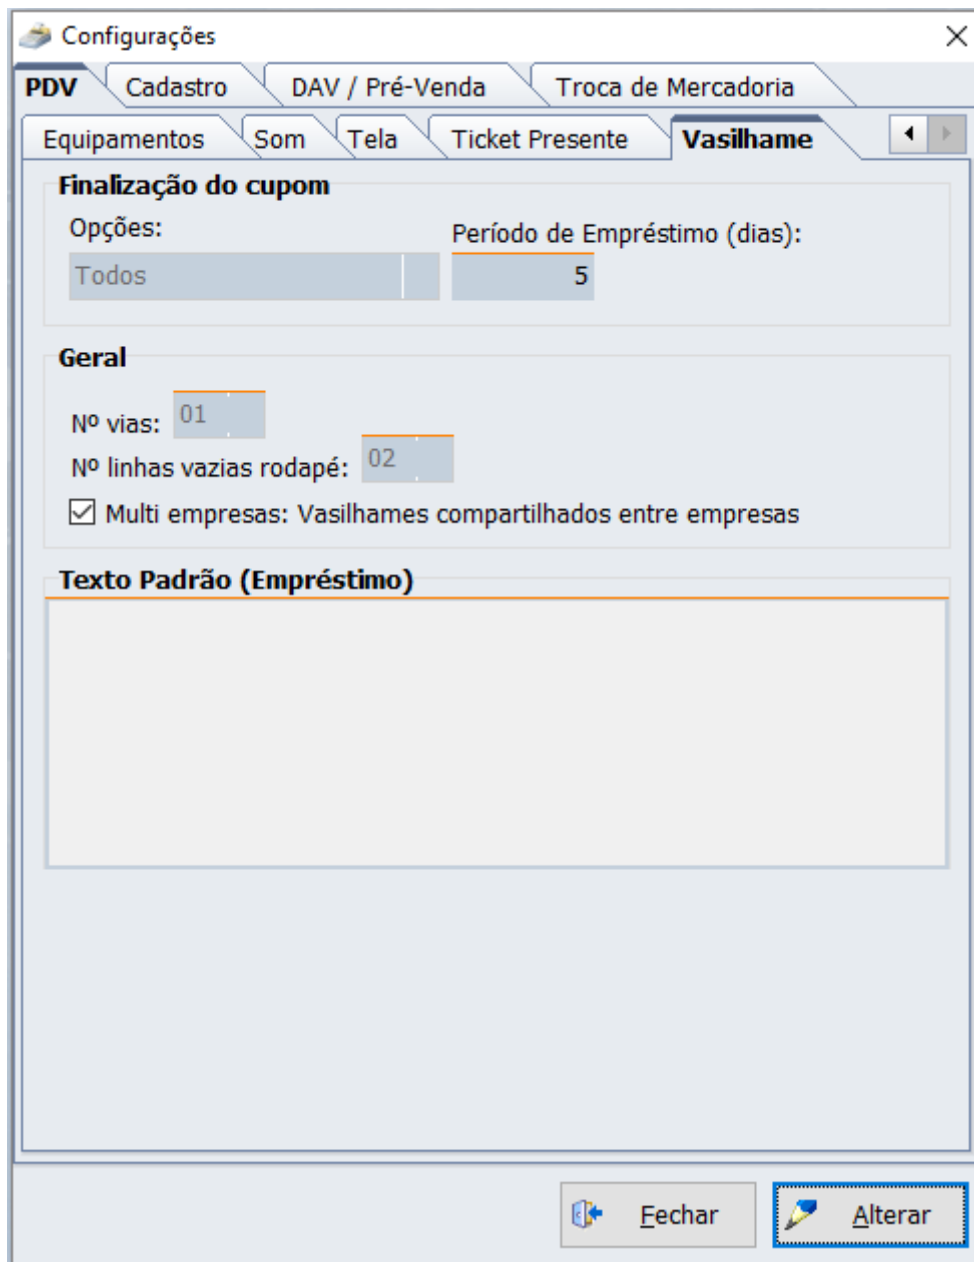 Configurações
PDV Cadastro DAV / Pré-Venda Troca de Mercadoria
Equipamentos Som Tela Ticket Presente Vasilhame
Finalização do cupom
Opções: Período de Empréstimo (dias):
Todos 5
Geral
Nº vias: 01
Nº linhas vazias rodapé: 02
Multi empresas: Vasilhames compartilhados entre empresas
Texto Padrão (Empréstimo)
Fechar Alterar